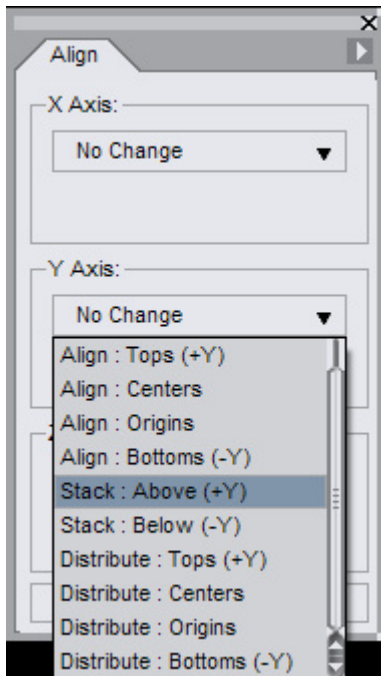 Align
X Axis:
No Change
Y Axis:
No Change
Align : Tops (+Y)
Align : Centers
Align : Origins
Align : Bottoms (-Y)
Stack : Above (+Y)
Stack : Below (-Y)
Distribute : Tops (+Y)
Distribute : Centers
Distribute : Origins
Distribute : Bottoms (-Y)